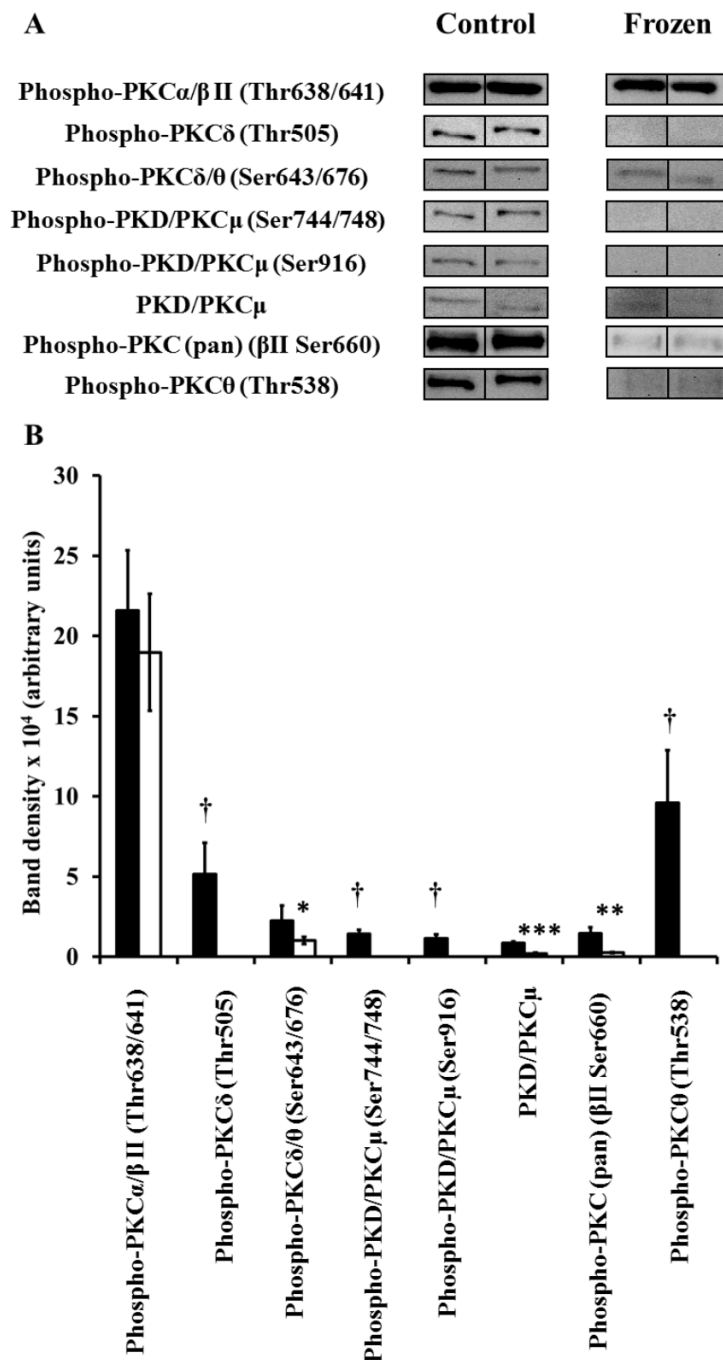 A
Control Frozen
Phospho-PKCα/β II (Thr638/641)
Phospho-PKCδ (Thr505)
Phospho-PKCδ/θ (Ser643/676)
Phospho-PKD/PKCμ (Ser744/748)
Phospho-PKD/PKCμ (Ser916)
PKD/PKCμ
Phospho-PKC (pan) (βII Ser660)
Phospho-PKCθ (Thr538)
B
Band density x 10⁴ (arbitrary units)
30
25
20
15
10
5
0
†
*
†
†
***
**
†
Phospho-PKCα/β II (Thr638/641)
Phospho-PKCδ (Thr505)
Phospho-PKCδ/θ (Ser643/676)
Phospho-PKD/PKCμ (Ser744/748)
Phospho-PKD/PKCμ (Ser916)
PKD/PKCμ
Phospho-PKC (pan) (βII Ser660)
Phospho-PKCθ (Thr538)